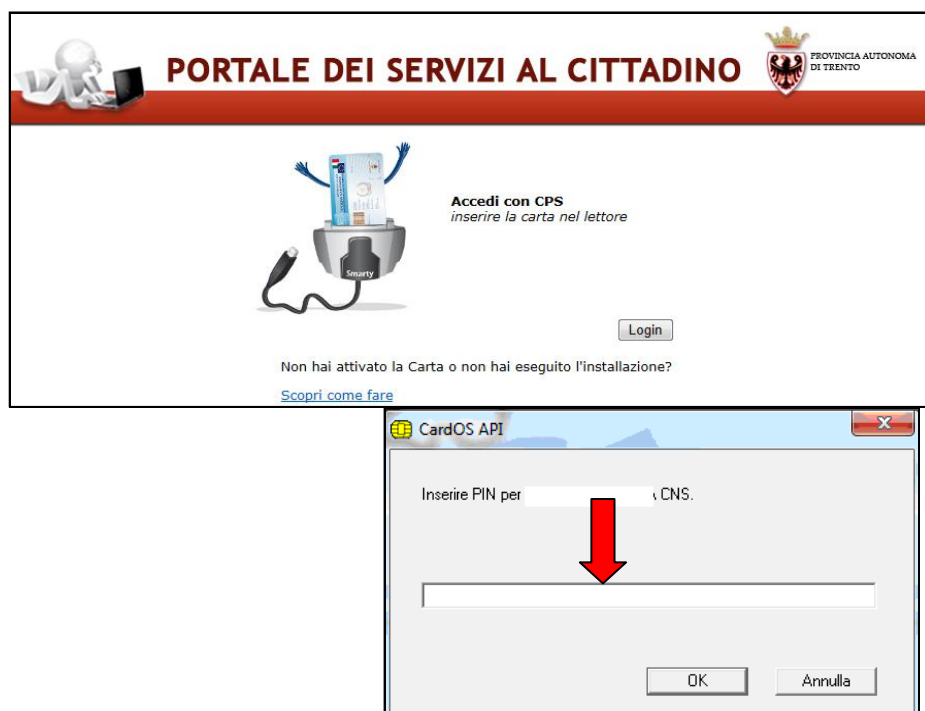 PORTALE DEI SERVIZI AL CITTADINO
PROVINCIA AUTONOMA
DI TRENTO
Accedi con CPS
inserire la carta nel lettore
Smarty
Login
Non hai attivato la Carta o non hai eseguito l'installazione?
Scopri come fare
CardOS API
Inserire PIN per CNS.
OK Annulla